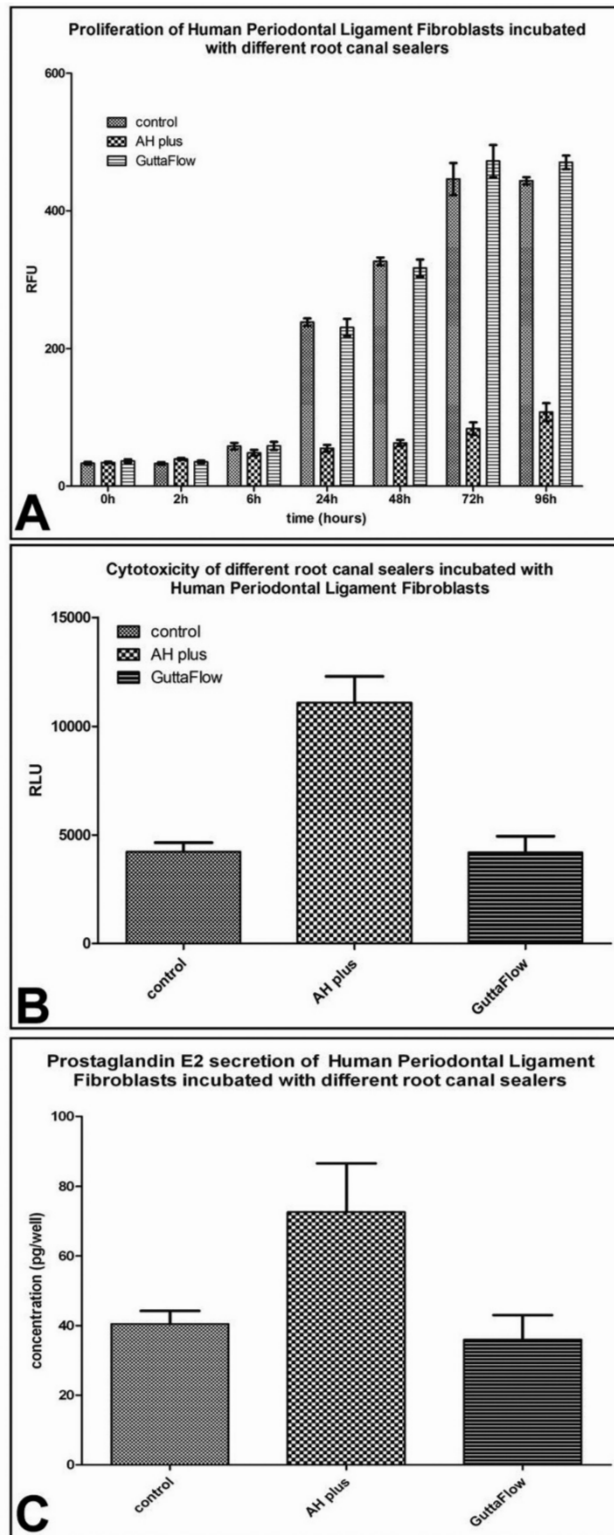 Proliferation of Human Periodontal Ligament Fibroblasts incubated
with different root canal sealers
600
control
AH plus
GuttaFlow
400
RFU
200
0
0h 2h 6h 24h 48h 72h 96h
time (hours)
A
Cytotoxicity of different root canal sealers incubated with
Human Periodontal Ligament Fibroblasts
15000
control
AH plus
GuttaFlow
10000
RLU
5000
0
control AH plus GuttaFlow
B
Prostaglandin E2 secretion of Human Periodontal Ligament
Fibroblasts incubated with different root canal sealers
100
80
60
concentration (pg/well)
40
20
0
control AH plus GuttaFlow
C